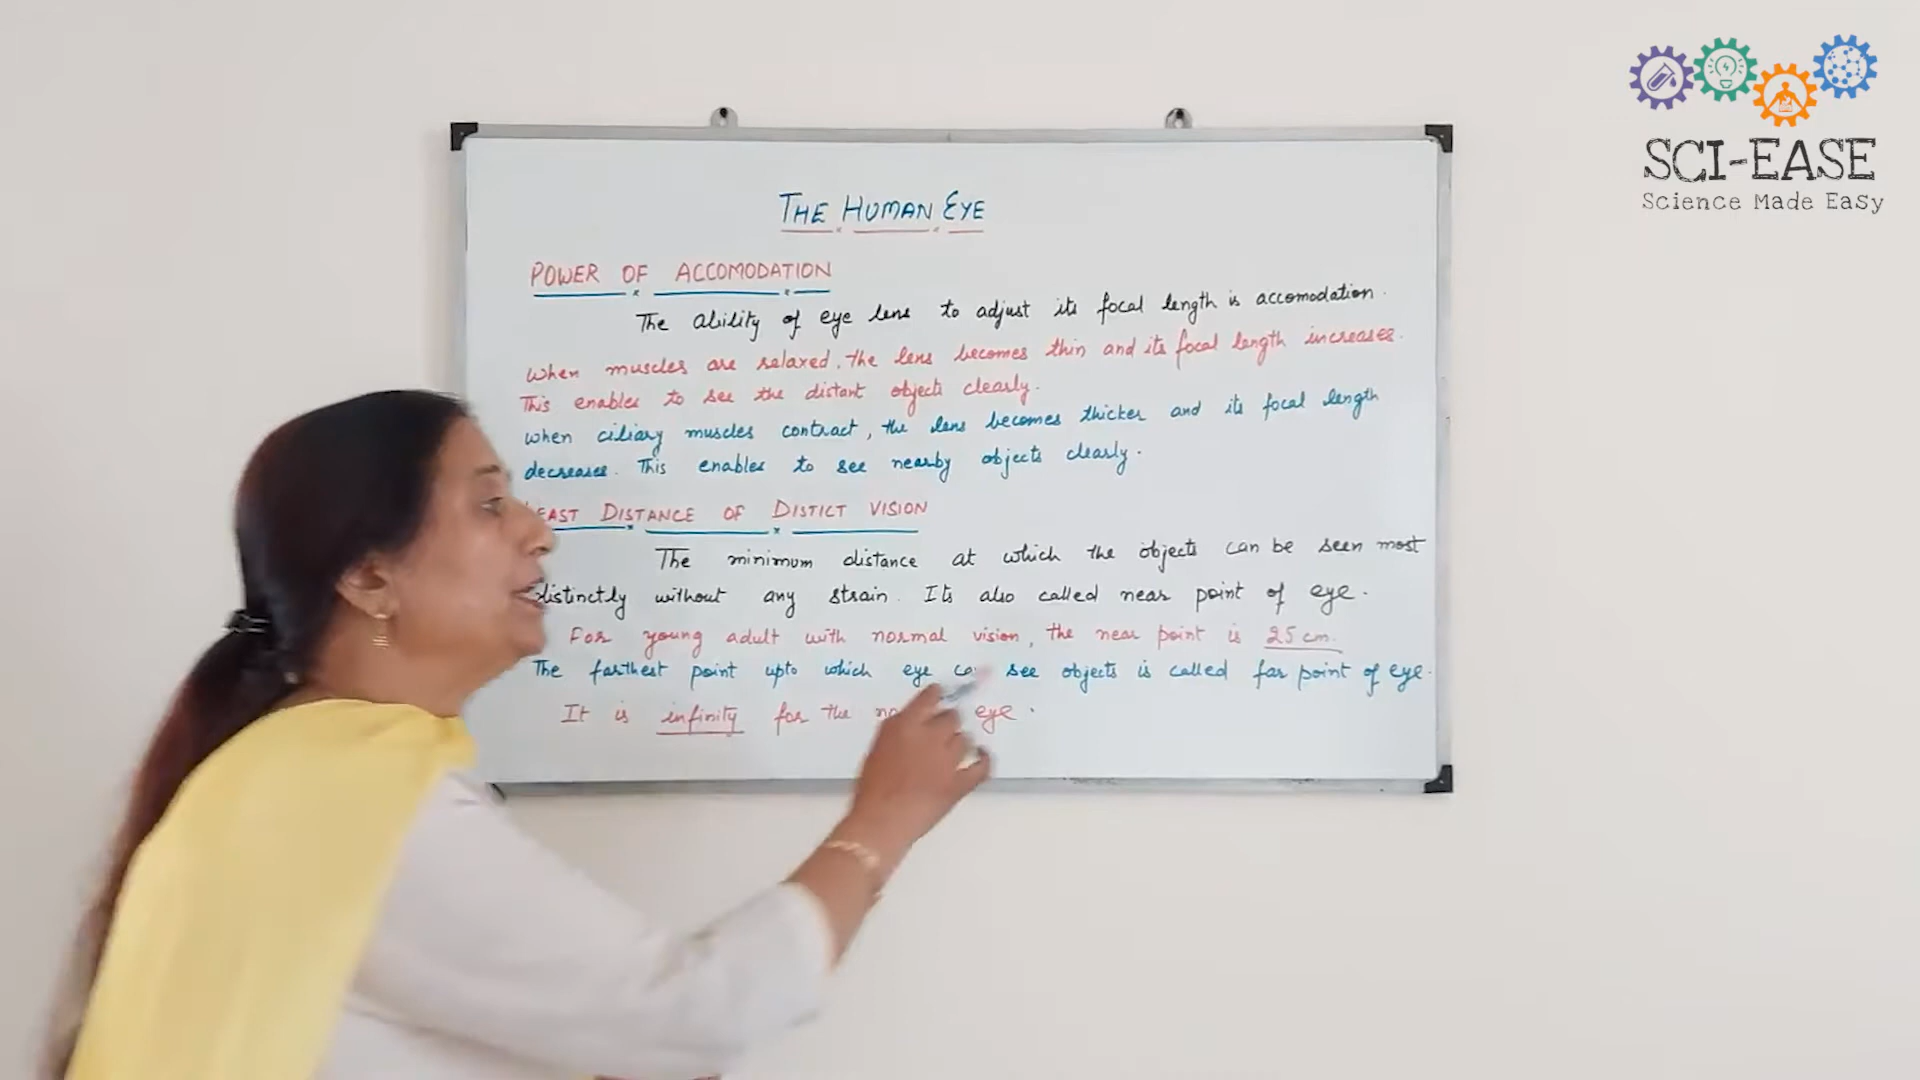 SCI-EASE
Science Made Easy
THE HUMAN EYE
POWER OF ACCOMODATION
The ability of eye lens to adjust its focal length is accomodation.
When muscles are relaxed, the lens becomes thin and its focal length increases.
This enables to see the distant objects clearly.
when ciliary muscles contract, the lens becomes thicker and its focal length
decreases. This enables to see nearby objects clearly.
EAST DISTANCE OF DISTICT VISION
The minimum distance at which the objects can be seen most
distinctly without any strain. Its also called near point of eye.
For young adult with normal vision, the near point is 25 cm.
The farthest point upto which eye see objects is called far point of eye.
It is infinity for the eye.